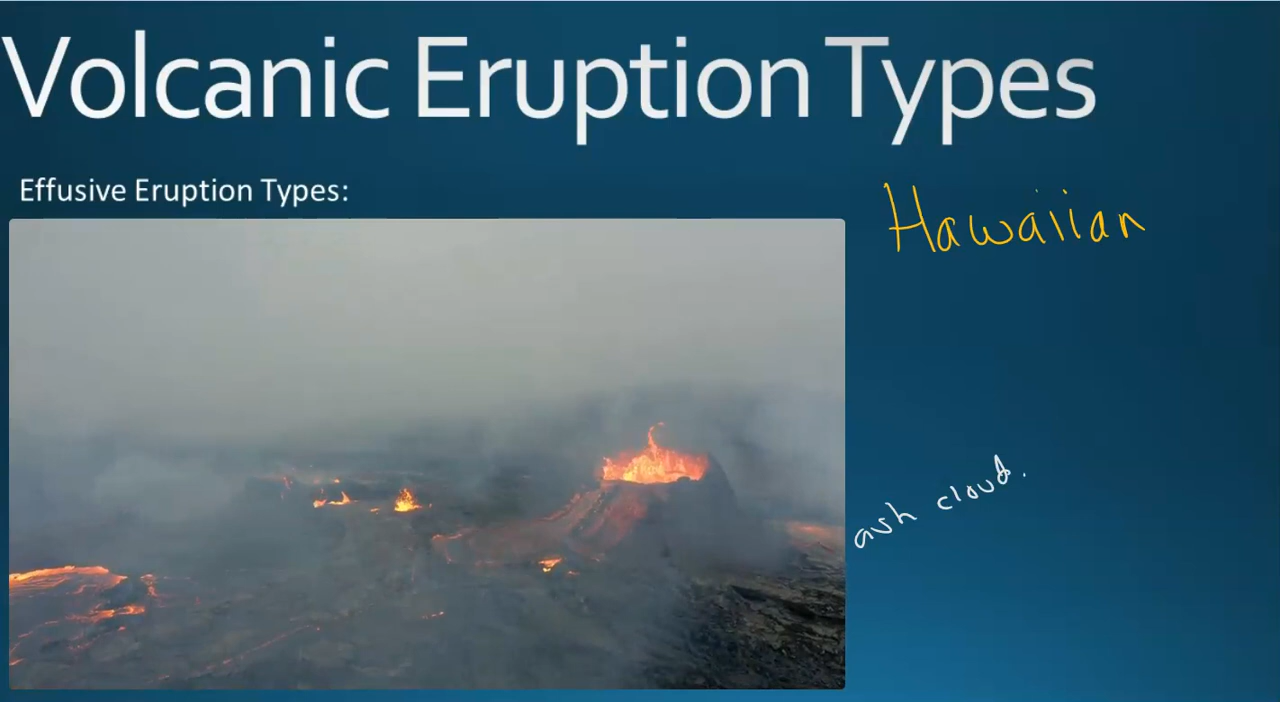 Volcanic Eruption Types
Effusive Eruption Types:
Hawaiian
ash cloud.